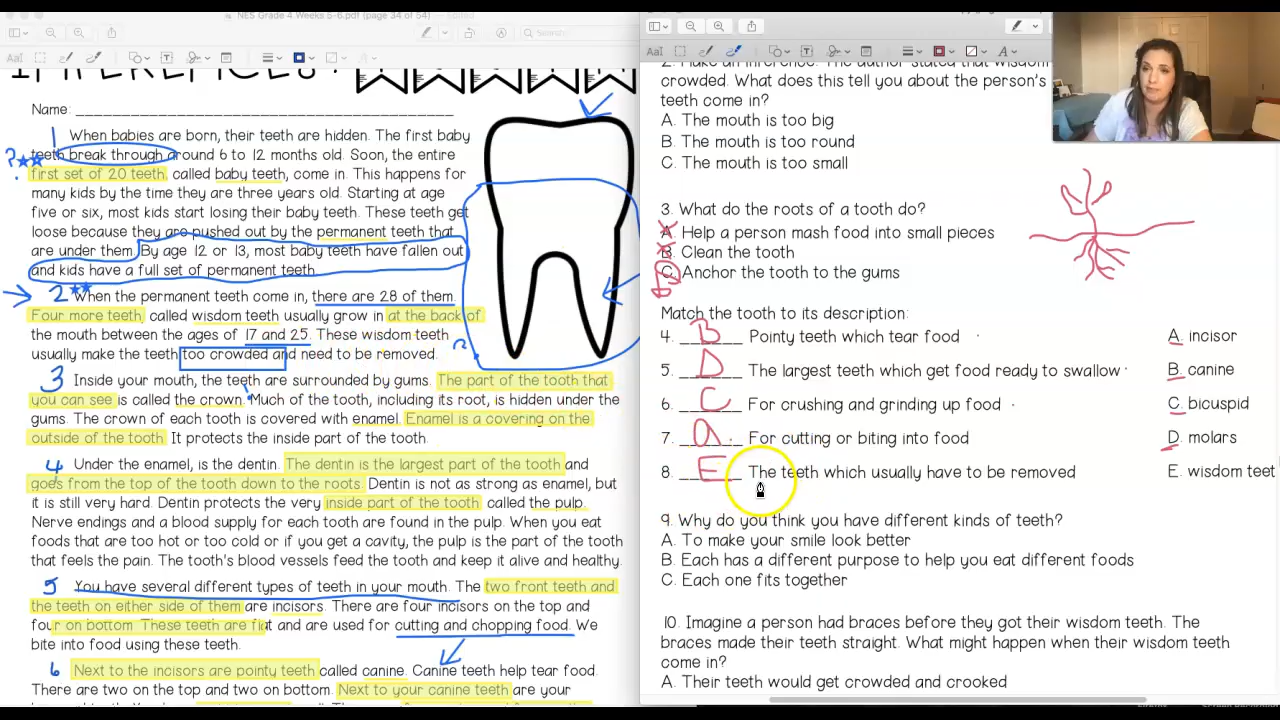 NES Grade 4 Weeks 5-6.pdf (page 34 of 54)
Edited
Search
INFERENCES!
Name:
1 When babies are born, their teeth are hidden. The first baby
?
teeth break through around 6 to 12 months old. Soon, the entire
first set of 20 teeth, called baby teeth, come in. This happens for
many kids by the time they are three years old. Starting at age
five or six, most kids start losing their baby teeth. These teeth get
loose because they are pushed out by the permanent teeth that
are under them. By age 12 or 13, most baby teeth have fallen out
and kids have a full set of permanent teeth.
2 When the permanent teeth come in, there are 28 of them.
Four more teeth, called wisdom teeth usually grow in at the back of
the mouth between the ages of 17 and 25. These wisdom teeth
usually make the teeth too crowded and need to be removed.
3 Inside your mouth, the teeth are surrounded by gums. The part of the tooth that
you can see is called the crown. Much of the tooth, including its root, is hidden under the
gums. The crown of each tooth is covered with enamel. Enamel is a covering on the
outside of the tooth. It protects the inside part of the tooth.
4 Under the enamel, is the dentin. The dentin is the largest part of the tooth and
goes from the top of the tooth down to the roots. Dentin is not as strong as enamel, but
it is still very hard. Dentin protects the very inside part of the tooth called the pulp.
Nerve endings and a blood supply for each tooth are found in the pulp. When you eat
foods that are too hot or too cold or if you get a cavity, the pulp is the part of the tooth
that feels the pain. The tooth's blood vessels feed the tooth and keep it alive and healthy.
5 You have several different types of teeth in your mouth. The two front teeth and
the teeth on either side of them are incisors. There are four incisors on the top and
four on bottom. These teeth are flat and are used for cutting and chopping food. We
bite into food using these teeth.
6 Next to the incisors are pointy teeth called canine. Canine teeth help tear food.
There are two on the top and two on bottom. Next to your canine teeth are your
2. Make an inference. The author stated that wisdom
crowded. What does this tell you about the person's
teeth come in?
A. The mouth is too big
B. The mouth is too round
C. The mouth is too small
3. What do the roots of a tooth do?
A. Help a person mash food into small pieces
B. Clean the tooth
C. Anchor the tooth to the gums
Match the tooth to its description:
4. B Pointy teeth which tear food A. incisor
5. D The largest teeth which get food ready to swallow B. canine
6. C For crushing and grinding up food C. bicuspid
7. a For cutting or biting into food D. molars
8. E The teeth which usually have to be removed E. wisdom teet
9. Why do you think you have different kinds of teeth?
A. To make your smile look better
B. Each has a different purpose to help you eat different foods
C. Each one fits together
10. Imagine a person had braces before they got their wisdom teeth. The
braces made their teeth straight. What might happen when their wisdom teeth
come in?
A. Their teeth would get crowded and crooked